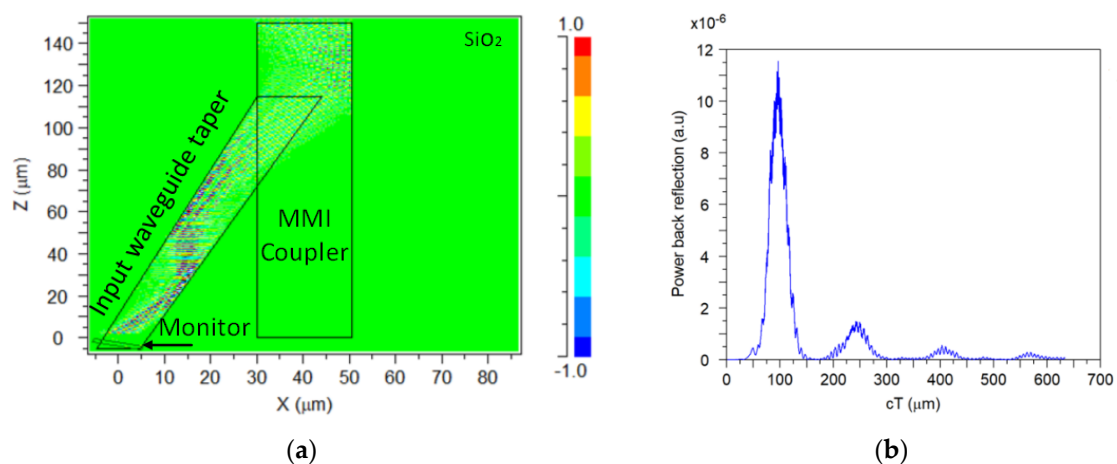 1.0
140
120
100
80
60
40
20
0
Z (μm)
SiO2
Input waveguide taper
MMI
Coupler
Monitor
-1.0
0 10 20 30 40 50 60 70 80
X (μm)
(a)
x10-6
12
10
8
6
4
2
0
Power back reflection (a.u)
0 100 200 300 400 500 600 700
cT (μm)
(b)